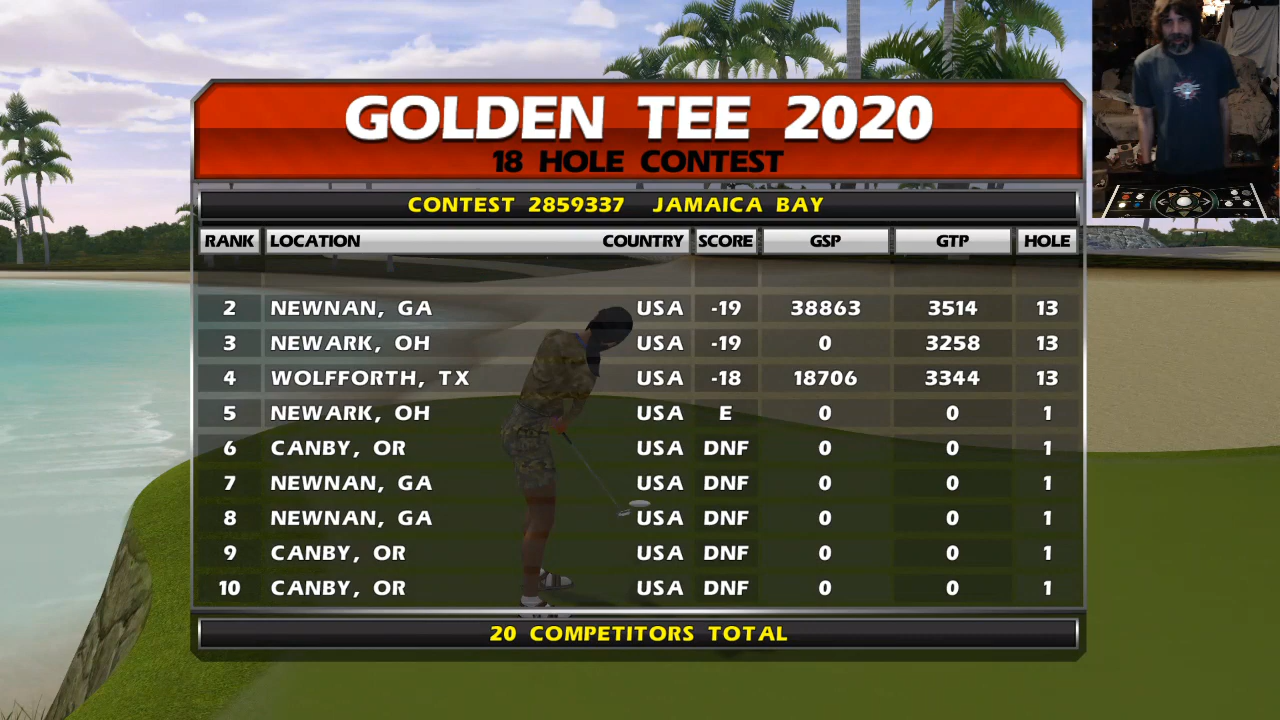 GOLDEN TEE 2020
18 HOLE CONTEST
CONTEST 2859337 JAMAICA BAY
RANK LOCATION COUNTRY SCORE GSP GTP HOLE
2 NEWNAN, GA USA -19 38863 3514 13
3 NEWARK, OH USA -19 0 3258 13
4 WOLFFORTH, TX USA -18 18706 3344 13
5 NEWARK, OH USA E 0 0 1
6 CANBY, OR USA DNF 0 0 1
7 NEWNAN, GA USA DNF 0 0 1
8 NEWNAN, GA USA DNF 0 0 1
9 CANBY, OR USA DNF 0 0 1
10 CANBY, OR USA DNF 0 0 1
20 COMPETITORS TOTAL